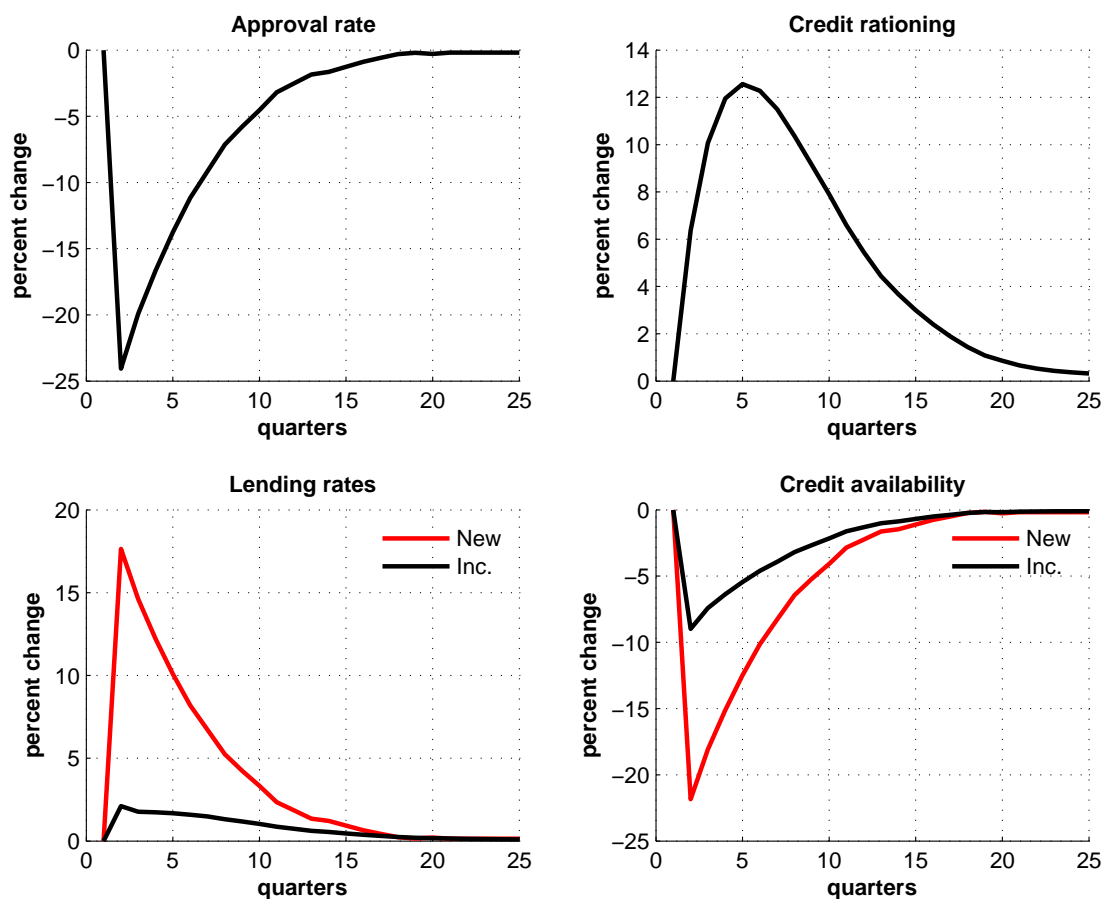 Approval rate
0
−5
−10
−15
−20
−25
percent change
0 5 10 15 20 25
quarters
Credit rationing
14
12
10
8
6
4
2
0
percent change
0 5 10 15 20 25
quarters
Lending rates
20
15
10
5
0
percent change
New
Inc.
0 5 10 15 20 25
quarters
Credit availability
0
−5
−10
−15
−20
−25
percent change
New
Inc.
0 5 10 15 20 25
quarters